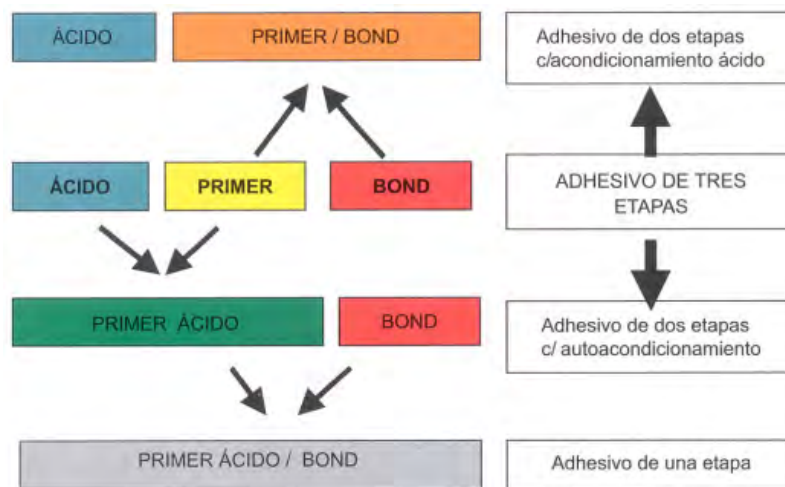 ÁCIDO
PRIMER / BOND
Adhesivo de dos etapas
c/acondicionamiento ácido
ÁCIDO
PRIMER
BOND
ADHESIVO DE TRES
ETAPAS
PRIMER ÁCIDO
BOND
Adhesivo de dos etapas
c/ autoacondicionamiento
PRIMER ÁCIDO / BOND
Adhesivo de una etapa